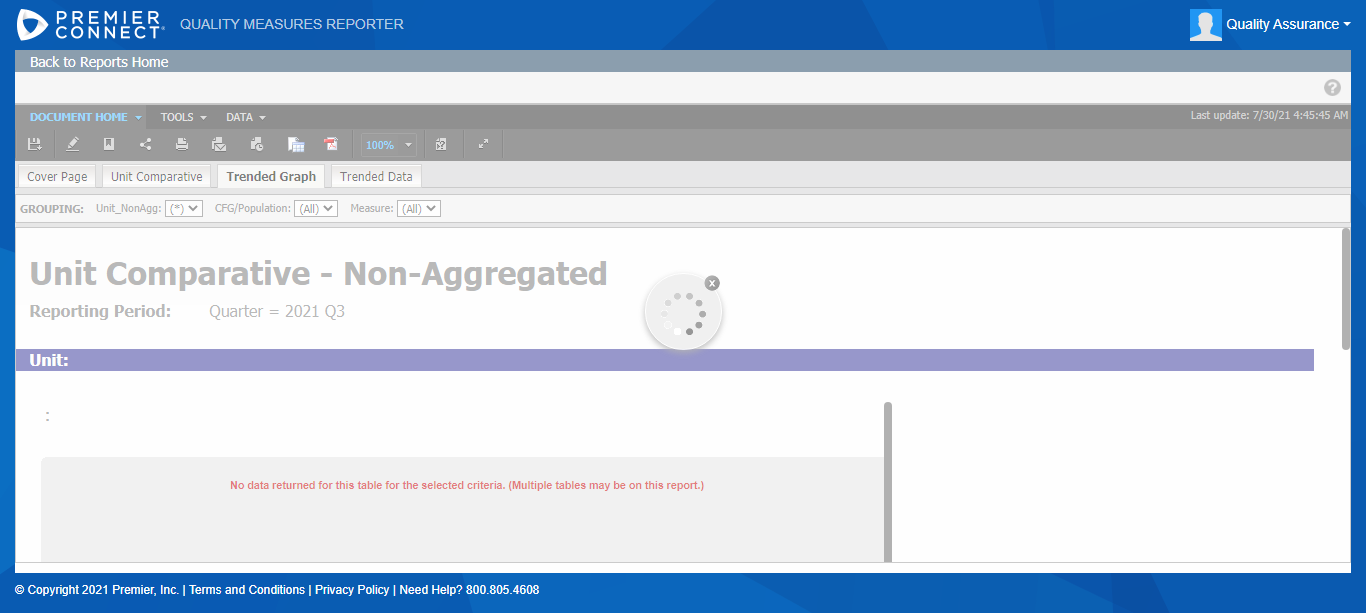 PREMIER CONNECT® QUALITY MEASURES REPORTER Quality Assurance
Back to Reports Home
?
DOCUMENT HOME TOOLS DATA Last update: 7/30/21 4:45:45 AM
100%
Cover Page Unit Comparative Trended Graph Trended Data
GROUPING: Unit_NonAgg: (*) CFG/Population: (All) Measure: (All)
Unit Comparative - Non-Aggregated
x
Reporting Period: Quarter = 2021 Q3
Unit:
:
No data returned for this table for the selected criteria. (Multiple tables may be on this report.)
© Copyright 2021 Premier, Inc. | Terms and Conditions | Privacy Policy | Need Help? 800.805.4608